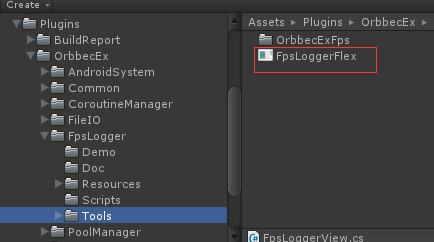 Create
Plugins
BuildReport
OrbbecEx
AndroidSystem
Common
CoroutineManager
FileIO
FpsLogger
Demo
Doc
Resources
Scripts
Tools
PoolManager
Assets Plugins OrbbecEx
OrbbecExFps
FpsLoggerFlex
FpsLoggerView.cs